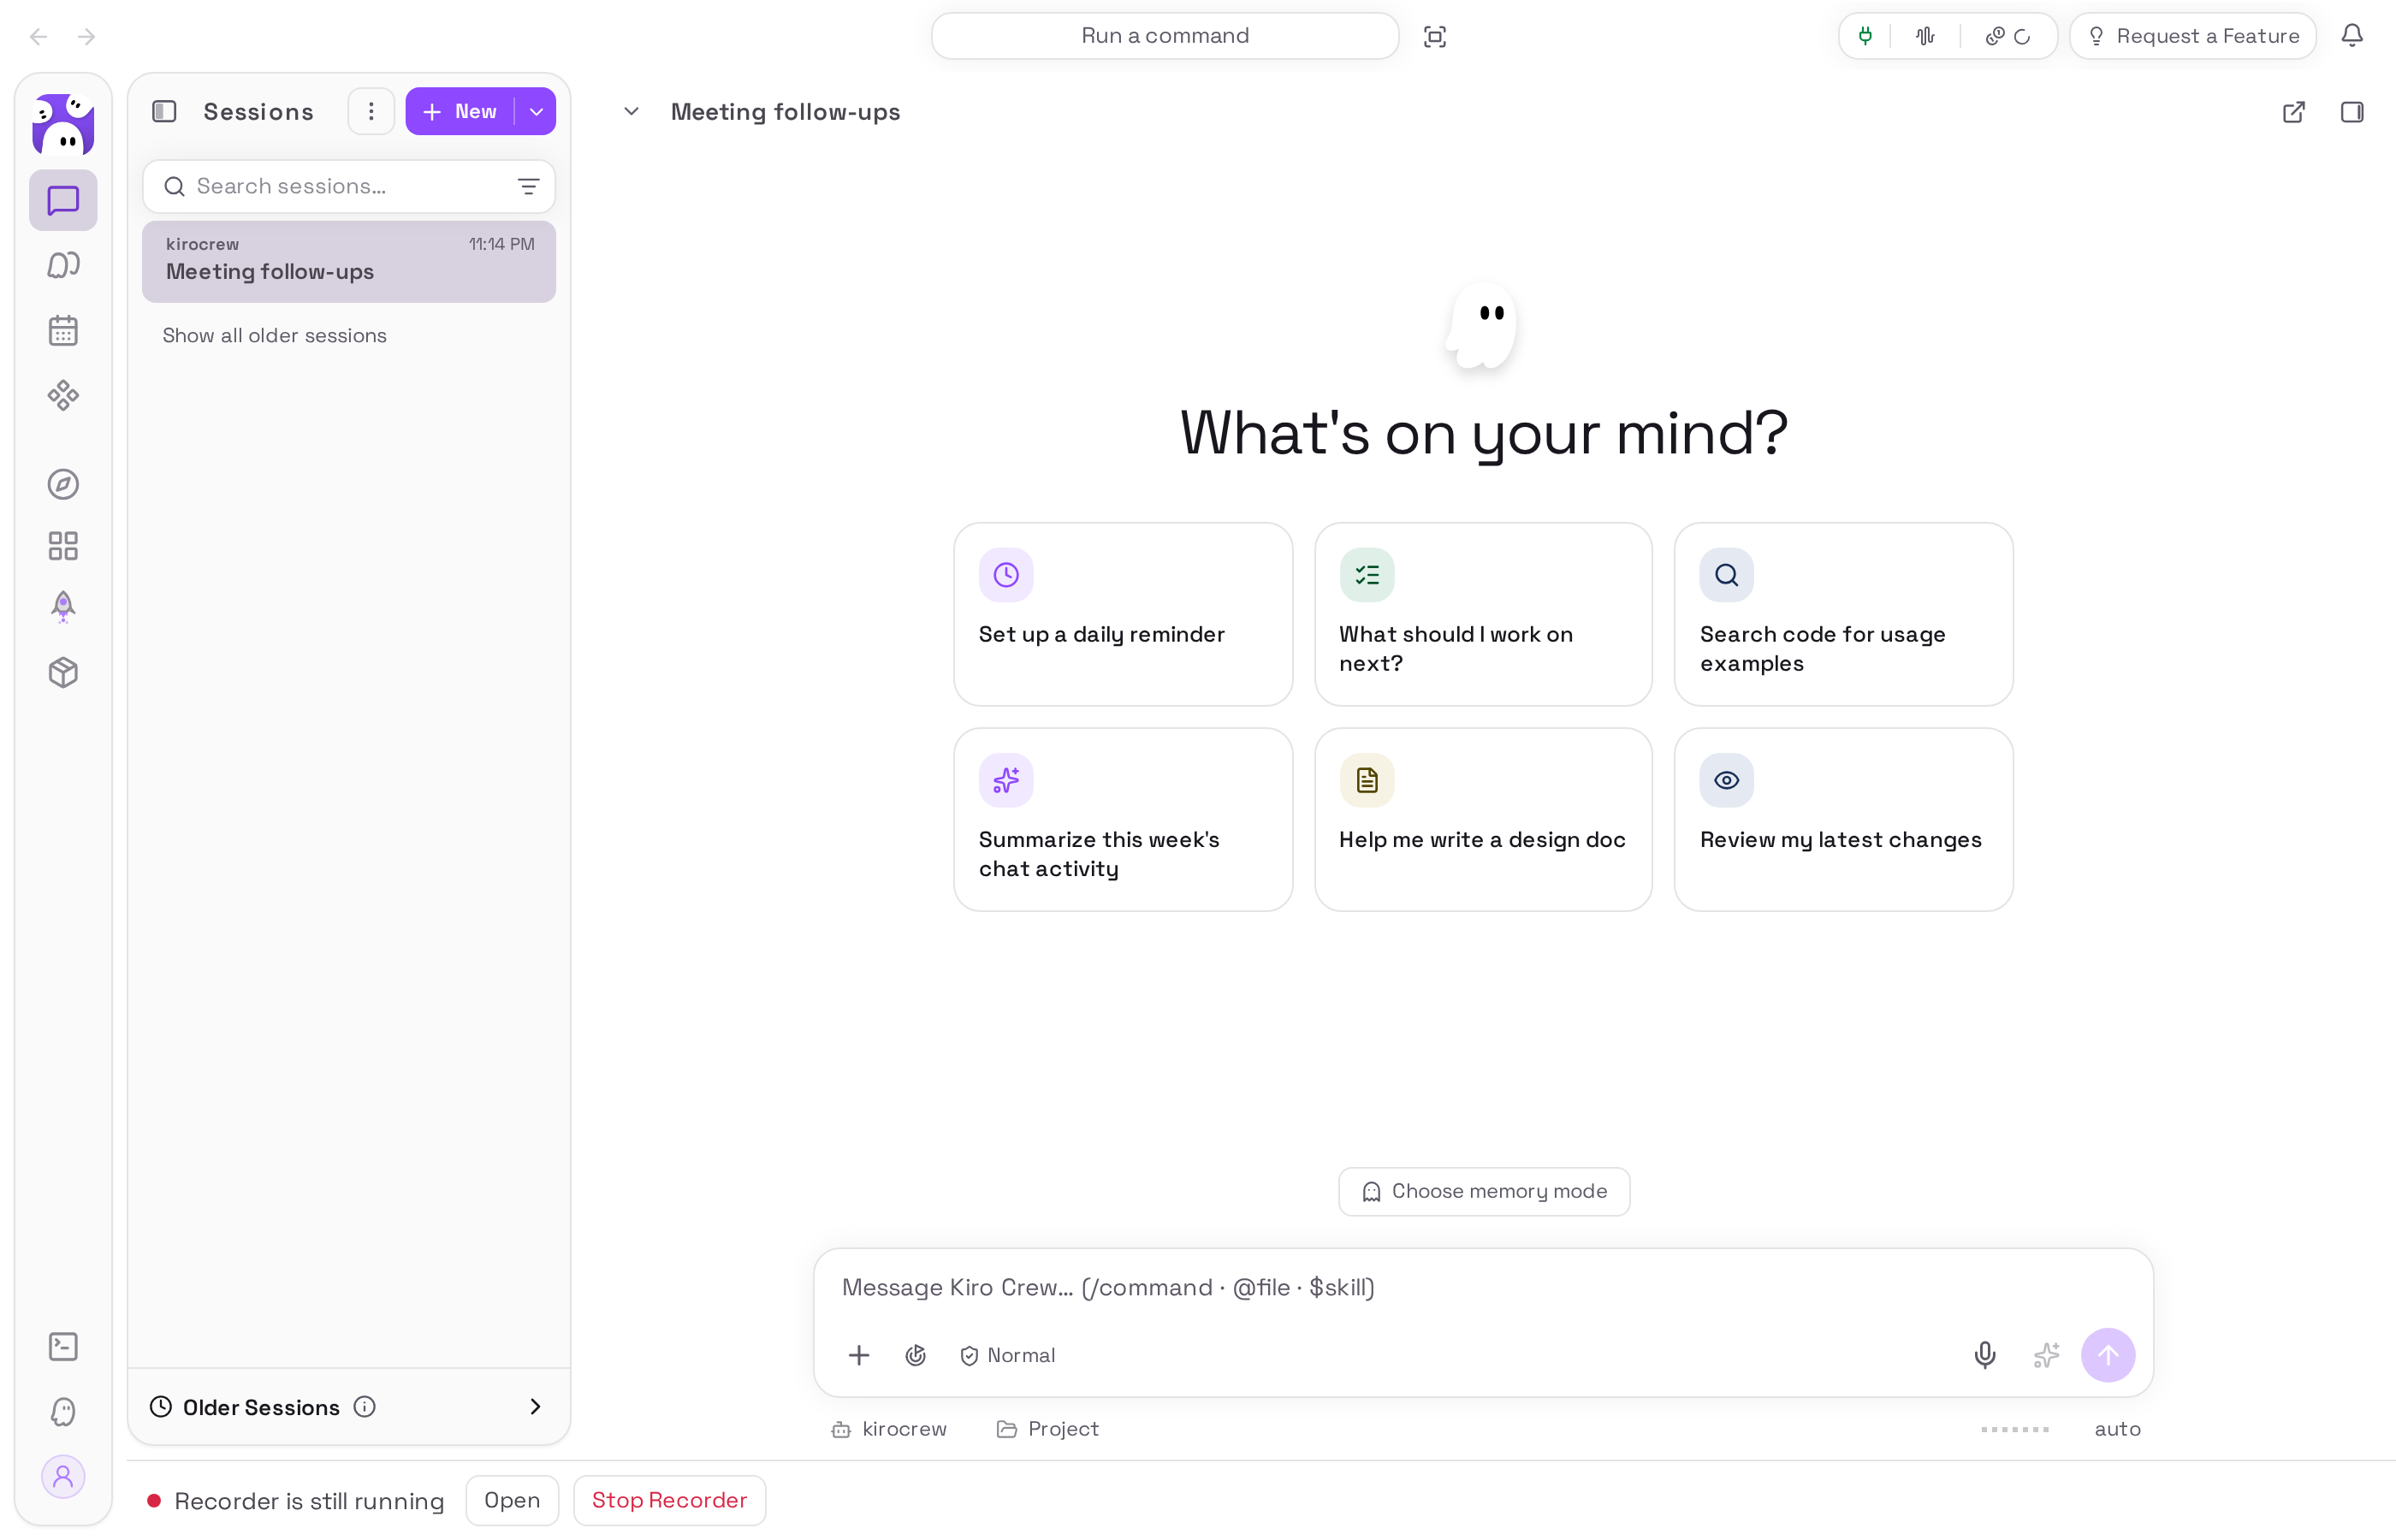 Run a command
Request a Feature
Sessions
New
Meeting follow-ups
Search sessions...
kirocrew
11:14 PM
Meeting follow-ups
Show all older sessions
What's on your mind?
Set up a daily reminder
What should I work on
next?
Search code for usage
examples
Summarize this week's
chat activity
Help me write a design doc
Review my latest changes
Choose memory mode
Message Kiro Crew... (/command · @file · $skill)
Normal
Older Sessions
kirocrew
Project
auto
Recorder is still running
Open
Stop Recorder